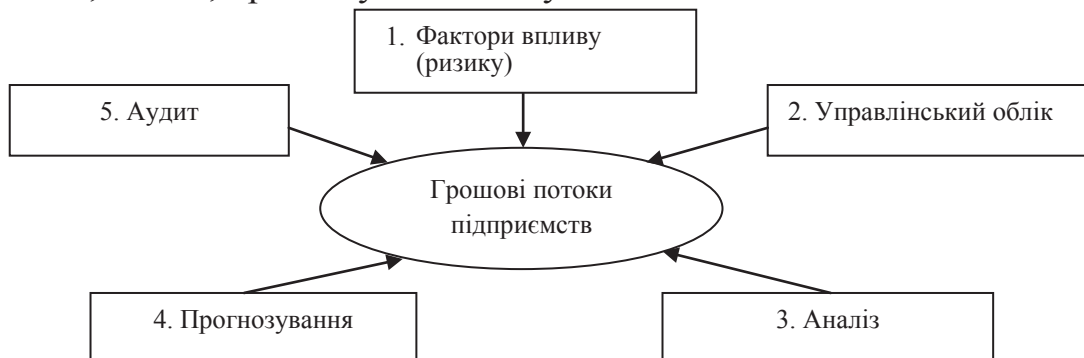 1. Фактори впливу
(ризику)
5. Аудит
2. Управлінський облік
Грошові потоки
підприємств
4. Прогнозування
3. Аналіз